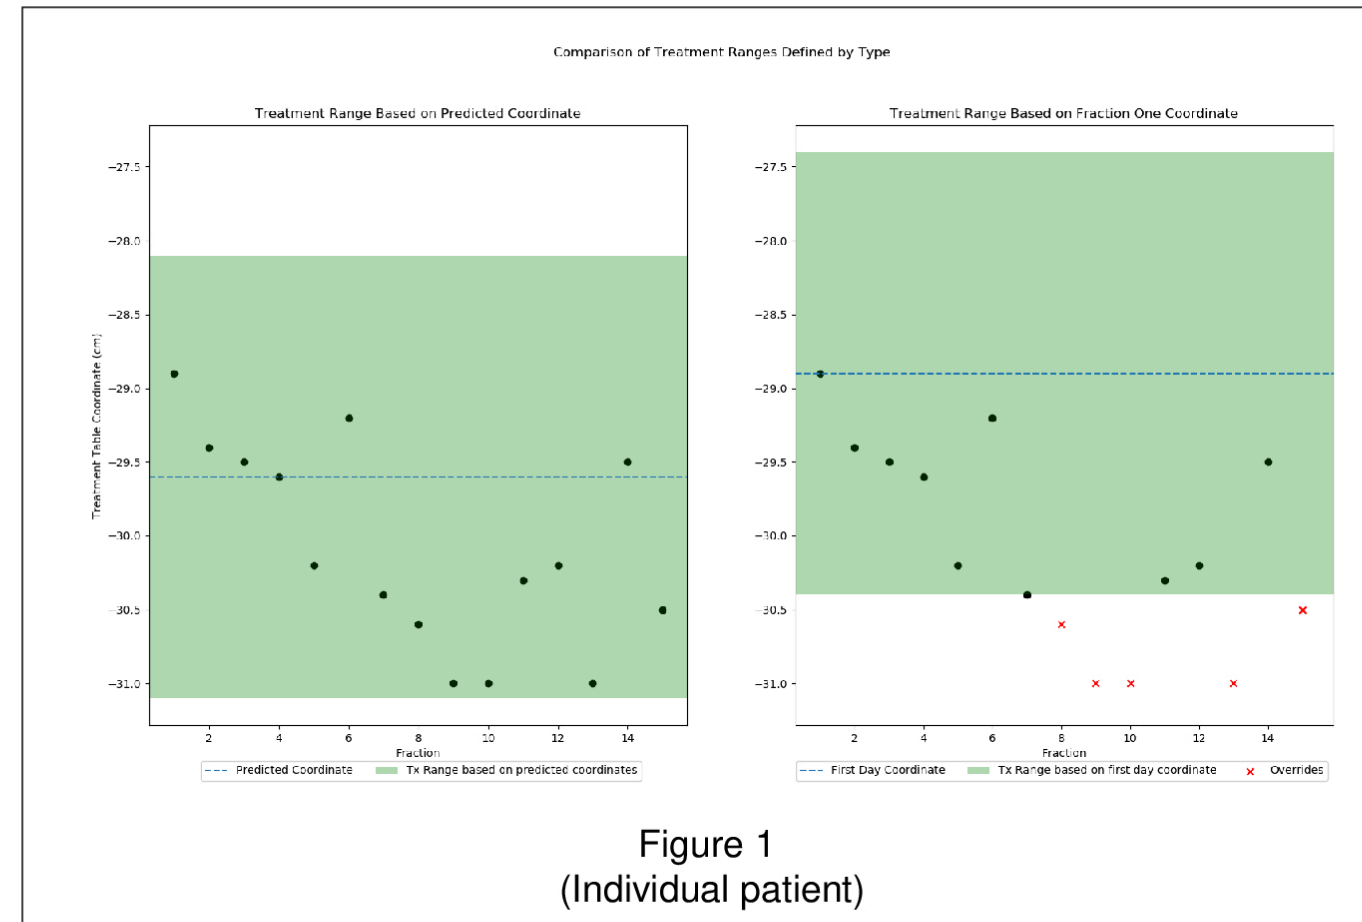 Comparison of Treatment Ranges Defined by Type
Treatment Range Based on Predicted Coordinate
−27.5
−28.0
−28.5
−29.0
−29.5
−30.0
−30.5
−31.0
Treatment Table Coordinate (cm)
2 4 6 8 10 12 14
Fraction
Predicted Coordinate Tx Range based on predicted coordinates
Treatment Range Based on Fraction One Coordinate
−27.5
−28.0
−28.5
−29.0
−29.5
−30.0
−30.5
−31.0
2 4 6 8 10 12 14
Fraction
First Day Coordinate Tx Range based on first day coordinate Overrides
Figure 1
(Individual patient)